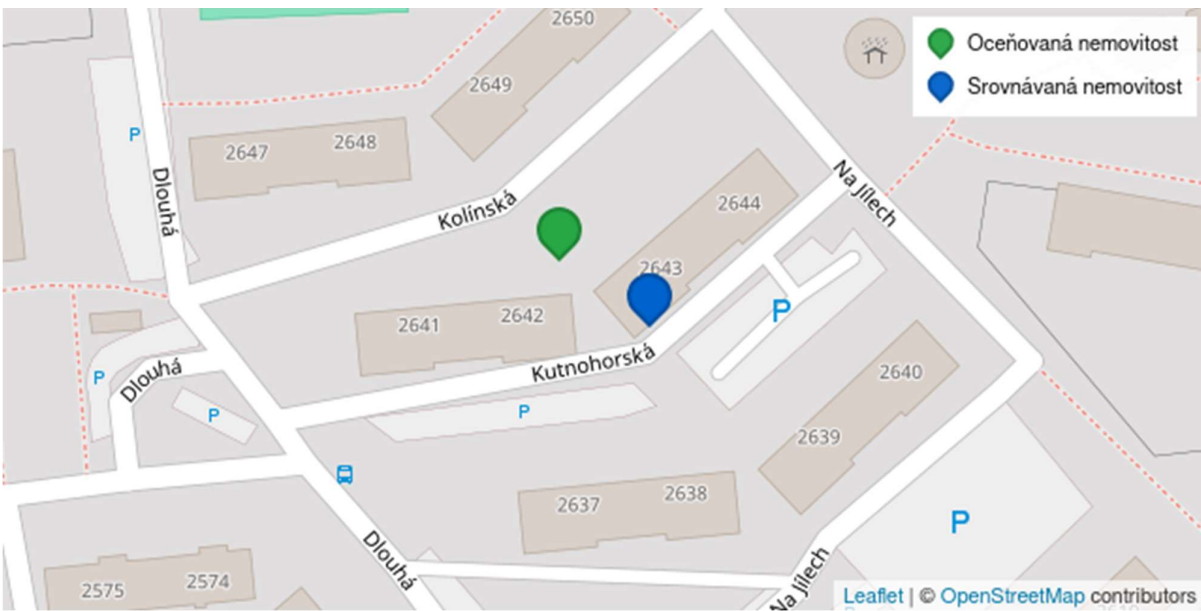 2650
Oceňovaná nemovitost
2649
Srovnávaná nemovitost
P
2648
2647
Dlouhá
Na Jílech
2644
Kolínská
2643
P
2642
2641
Kutnohorská
Dlouhá
P
2640
P
P
2639
2638
2637
P
Dlouhá
2574
2575
Na Jílech
Leaflet | © OpenStreetMap contributors